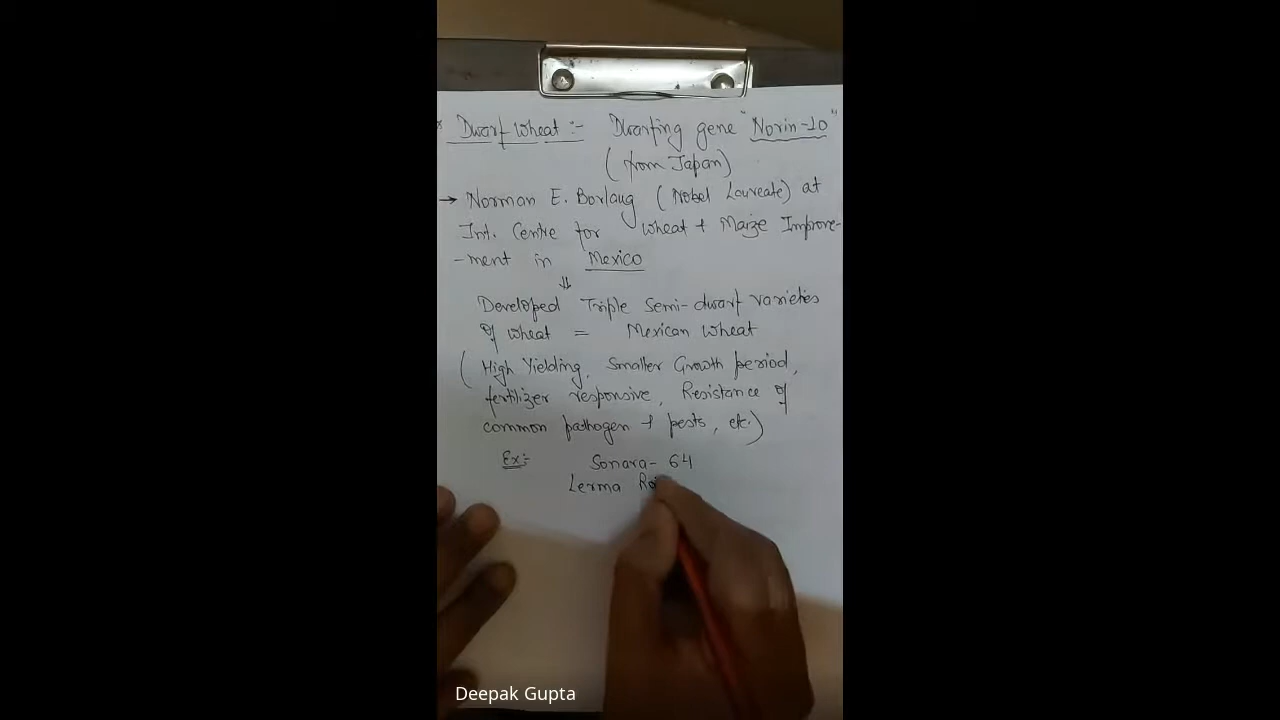 Dwarf Wheat :- Dwarfing gene "Norin-10"
(from Japan)
→ Norman E. Borlaug (Nobel Laureate) at
Int. Centre for wheat + Maize Improve-
-ment in Mexico
⇓
Developed Triple Semi-dwarf varieties
of wheat = Mexican wheat
(High Yielding, Smaller Growth period,
fertilizer responsive, Resistance of
common pathogen + pests, etc.)
Ex:- Sonara- 64
Lerma
Deepak Gupta